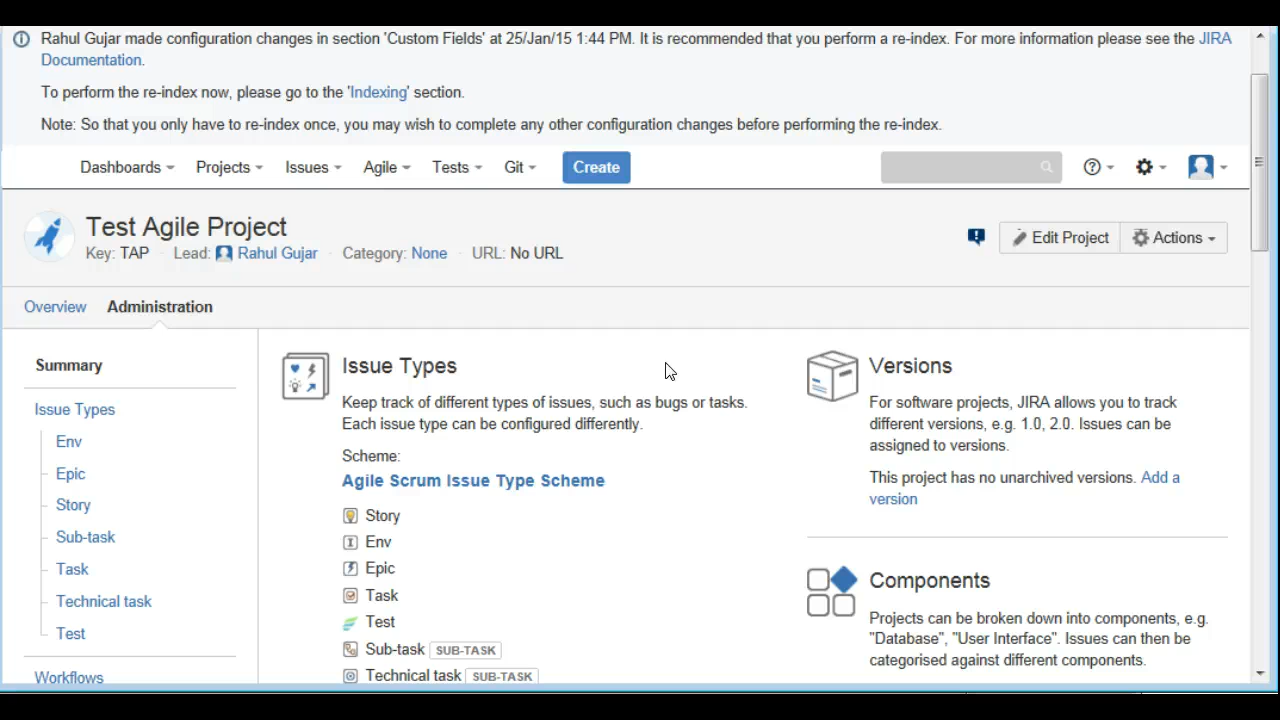 Rahul Gujar made configuration changes in section 'Custom Fields' at 25/Jan/15 1:44 PM. It is recommended that you perform a re-index. For more information please see the JIRA
Documentation.
To perform the re-index now, please go to the 'Indexing' section.
Note: So that you only have to re-index once, you may wish to complete any other configuration changes before performing the re-index.
Dashboards Projects Issues Agile Tests Git Create
Test Agile Project
Key: TAP Lead: Rahul Gujar Category: None URL: No URL
Edit Project Actions
Overview Administration
Summary
Issue Types
Env
Epic
Story
Sub-task
Task
Technical task
Test
Workflows
Issue Types
Keep track of different types of issues, such as bugs or tasks.
Each issue type can be configured differently.
Scheme:
Agile Scrum Issue Type Scheme
Story
Env
Epic
Task
Test
Sub-task SUB-TASK
Technical task SUB-TASK
Versions
For software projects, JIRA allows you to track
different versions, e.g. 1.0, 2.0. Issues can be
assigned to versions.
This project has no unarchived versions. Add a
version
Components
Projects can be broken down into components, e.g.
"Database", "User Interface". Issues can then be
categorised against different components.